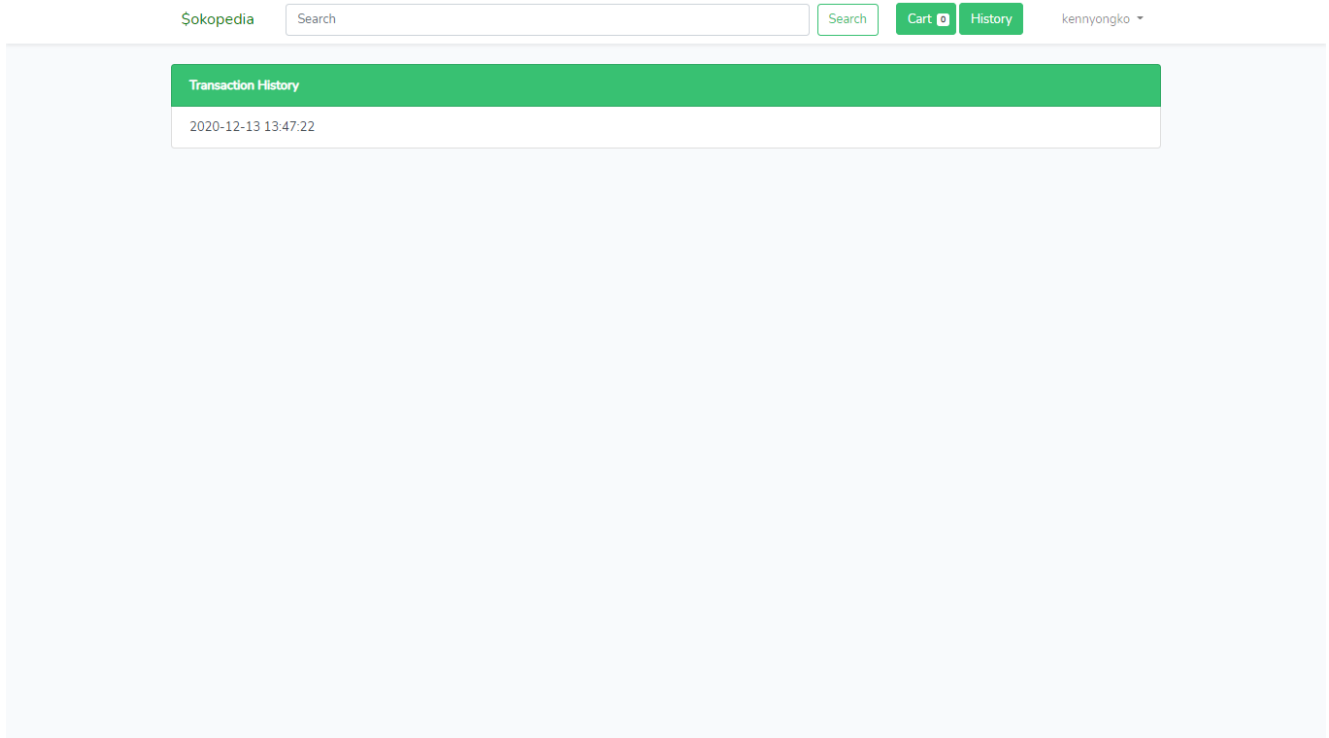 $okopedia Search Search Cart 0 History kennyongko
Transaction History
2020-12-13 13:47:22